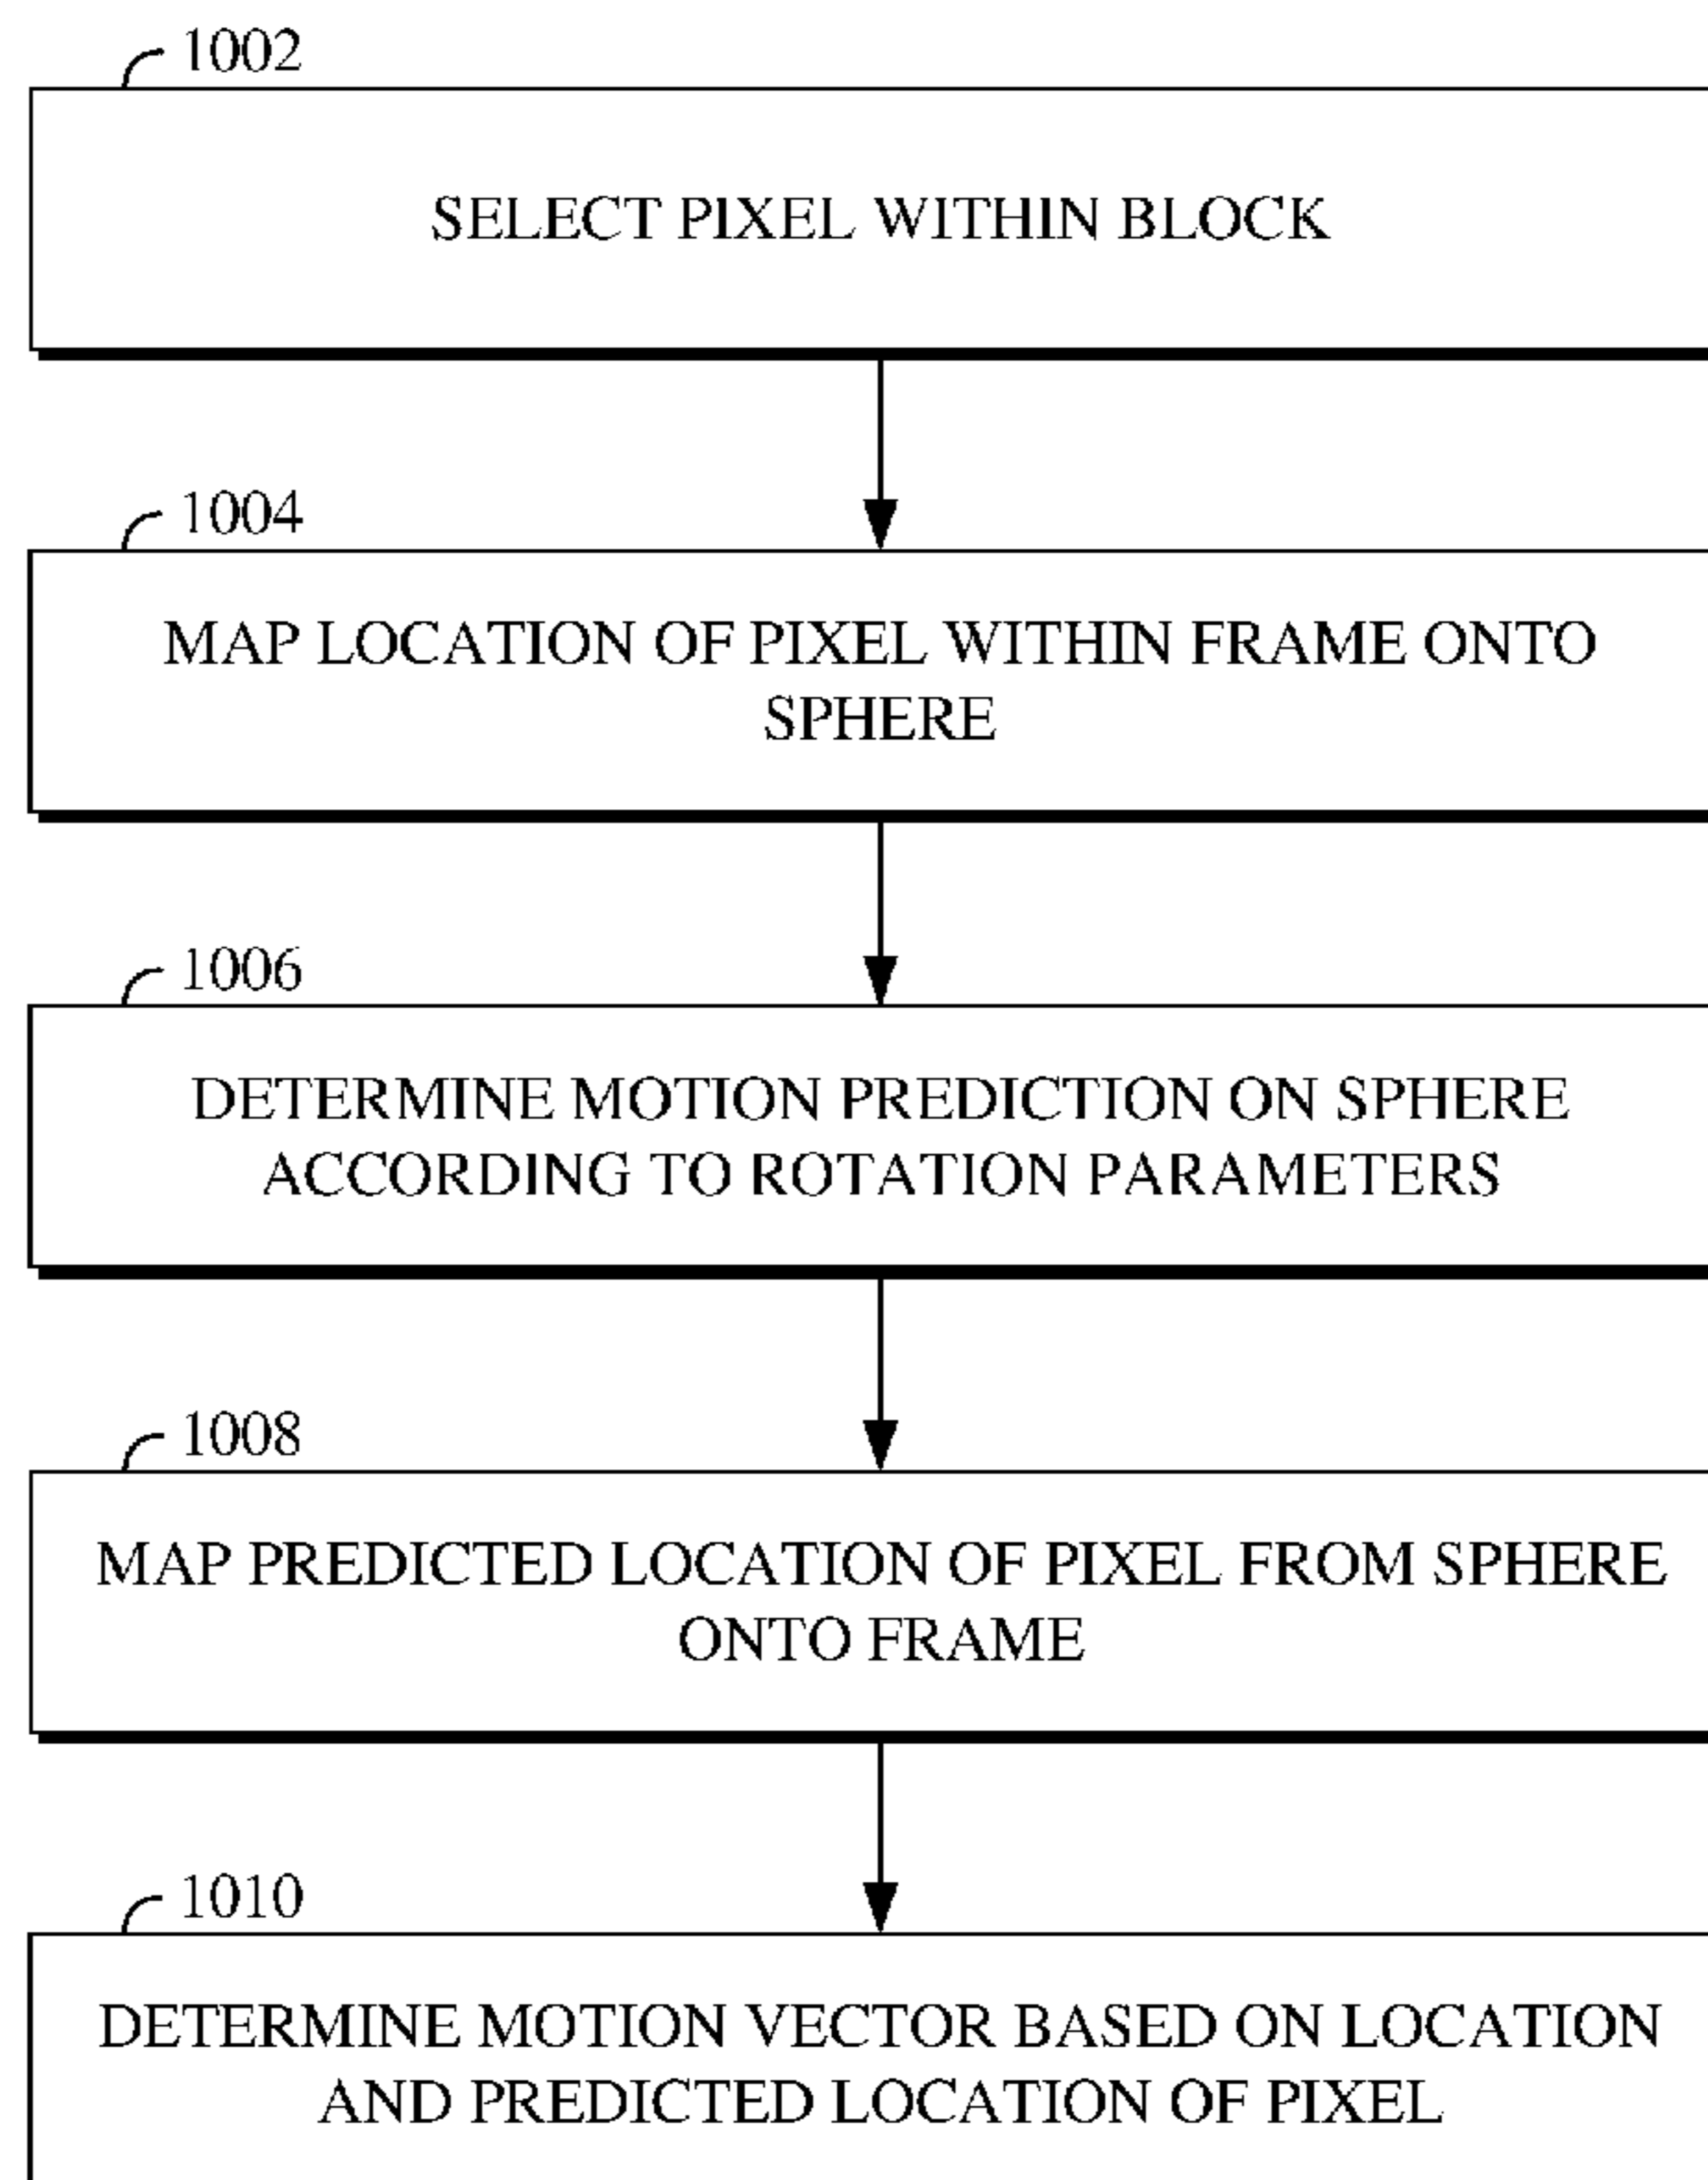 1002
SELECT PIXEL WITHIN BLOCK
1004
MAP LOCATION OF PIXEL WITHIN FRAME ONTO
SPHERE
1006
DETERMINE MOTION PREDICTION ON SPHERE
ACCORDING TO ROTATION PARAMETERS
1008
MAP PREDICTED LOCATION OF PIXEL FROM SPHERE
ONTO FRAME
1010
DETERMINE MOTION VECTOR BASED ON LOCATION
AND PREDICTED LOCATION OF PIXEL